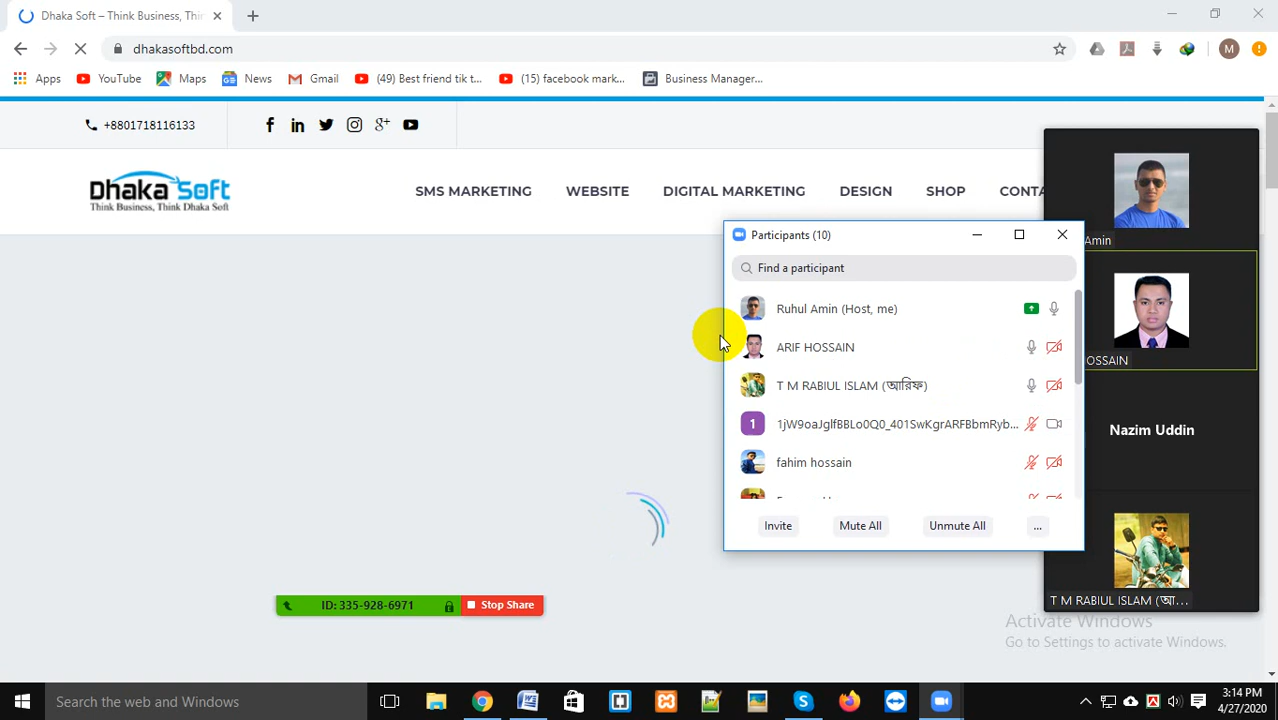 Dhaka Soft – Think Business, Thin
dhakasoftbd.com
M
Apps YouTube Maps News Gmail (49) Best friend tik t... (15) facebook mark... Business Manager...
+8801718116133
Dhaka Soft
Think Business, Think Dhaka Soft
SMS MARKETING WEBSITE DIGITAL MARKETING DESIGN SHOP CONTA
Participants (10)
Find a participant
Ruhul Amin (Host, me)
ARIF HOSSAIN
T M RABIUL ISLAM (আরিফ)
1 1jW9oaJglfBBLo0Q0_401SwKgrARFBbmRyb...
fahim hossain
Invite Mute All Unmute All ...
Amin
OSSAIN
Nazim Uddin
T M RABIUL ISLAM (আ...
ID: 335-928-6971 Stop Share
Activate Windows
Go to Settings to activate Windows.
Search the web and Windows
3:14 PM
4/27/2020